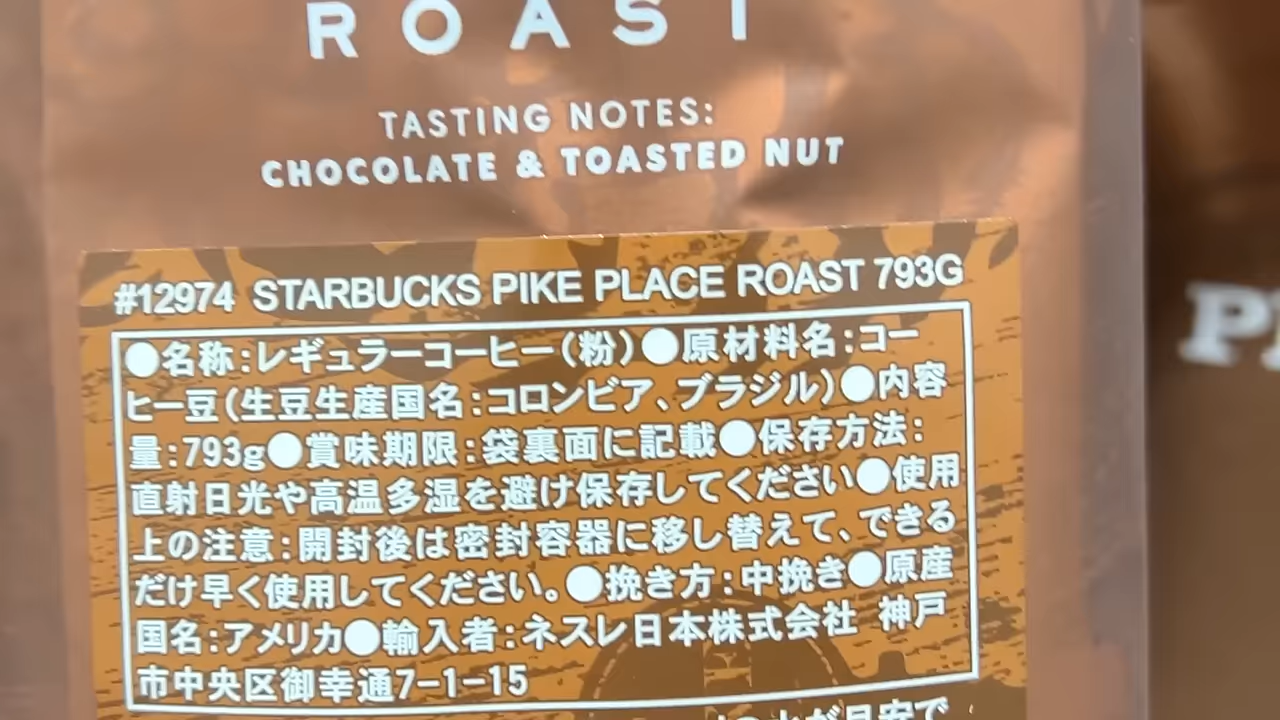 ROAST
TASTING NOTES:
CHOCOLATE & TOASTED NUT
#12974 STARBUCKS PIKE PLACE ROAST 793G
●名称:レギュラーコーヒー(粉)●原材料名:コー
ヒー豆(生豆生産国名:コロンビア、ブラジル)●内容
量:793g●賞味期限:袋裏面に記載●保存方法:
直射日光や高温多湿を避け保存してください●使用
上の注意:開封後は密封容器に移し替えて、できる
だけ早く使用してください。●挽き方:中挽き●原産
国名:アメリカ●輸入者:ネスレ日本株式会社 神戸
市中央区御幸通7-1-15